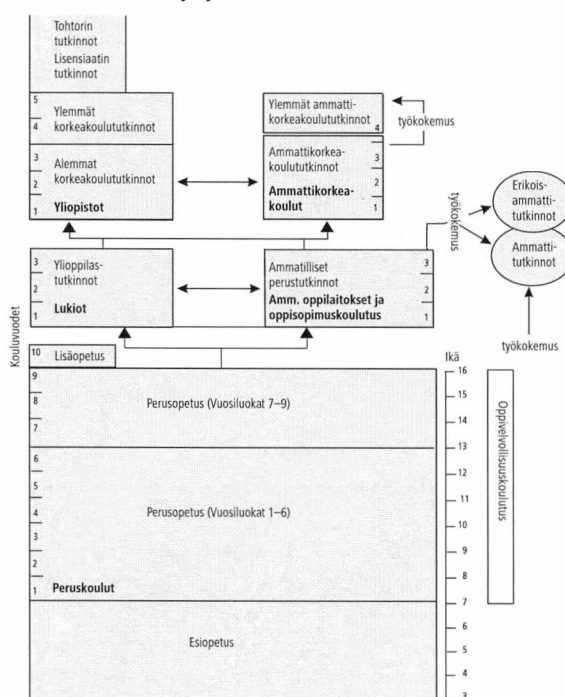 Tohtorin
tutkinnot
Lisensiaatin
tutkinnot
5
4
Ylemmät
korkeakoulututkinnot
Ylemmät ammatti-
korkeakoulututkinnot
4
työkokemus
3
2
1
Alemmat
korkeakoulututkinnot
Yliopistot
Ammattikorkea-
koulututkinnot
Ammattikorkea-
koulut
3
2
1
työkokemus
Erikois-
ammatti-
tutkinnot
Ammatti-
tutkinnot
työkokemus
3
2
1
Ylioppilas-
tutkinnot
Lukiot
Ammatilliset
perustutkinnot
Amm. oppilaitokset ja
oppisopimuskoulutus
3
2
1
Kouluvuodet
10 Lisäopetus
Ikä
9
8
7
Perusopetus (Vuosiluokat 7–9)
6
5
4
3
2
1
Perusopetus (Vuosiluokat 1–6)
Peruskoulut
Esiopetus
16
15
14
13
12
11
10
9
8
7
6
5
4
3
Oppivelvollisuuskoulutus